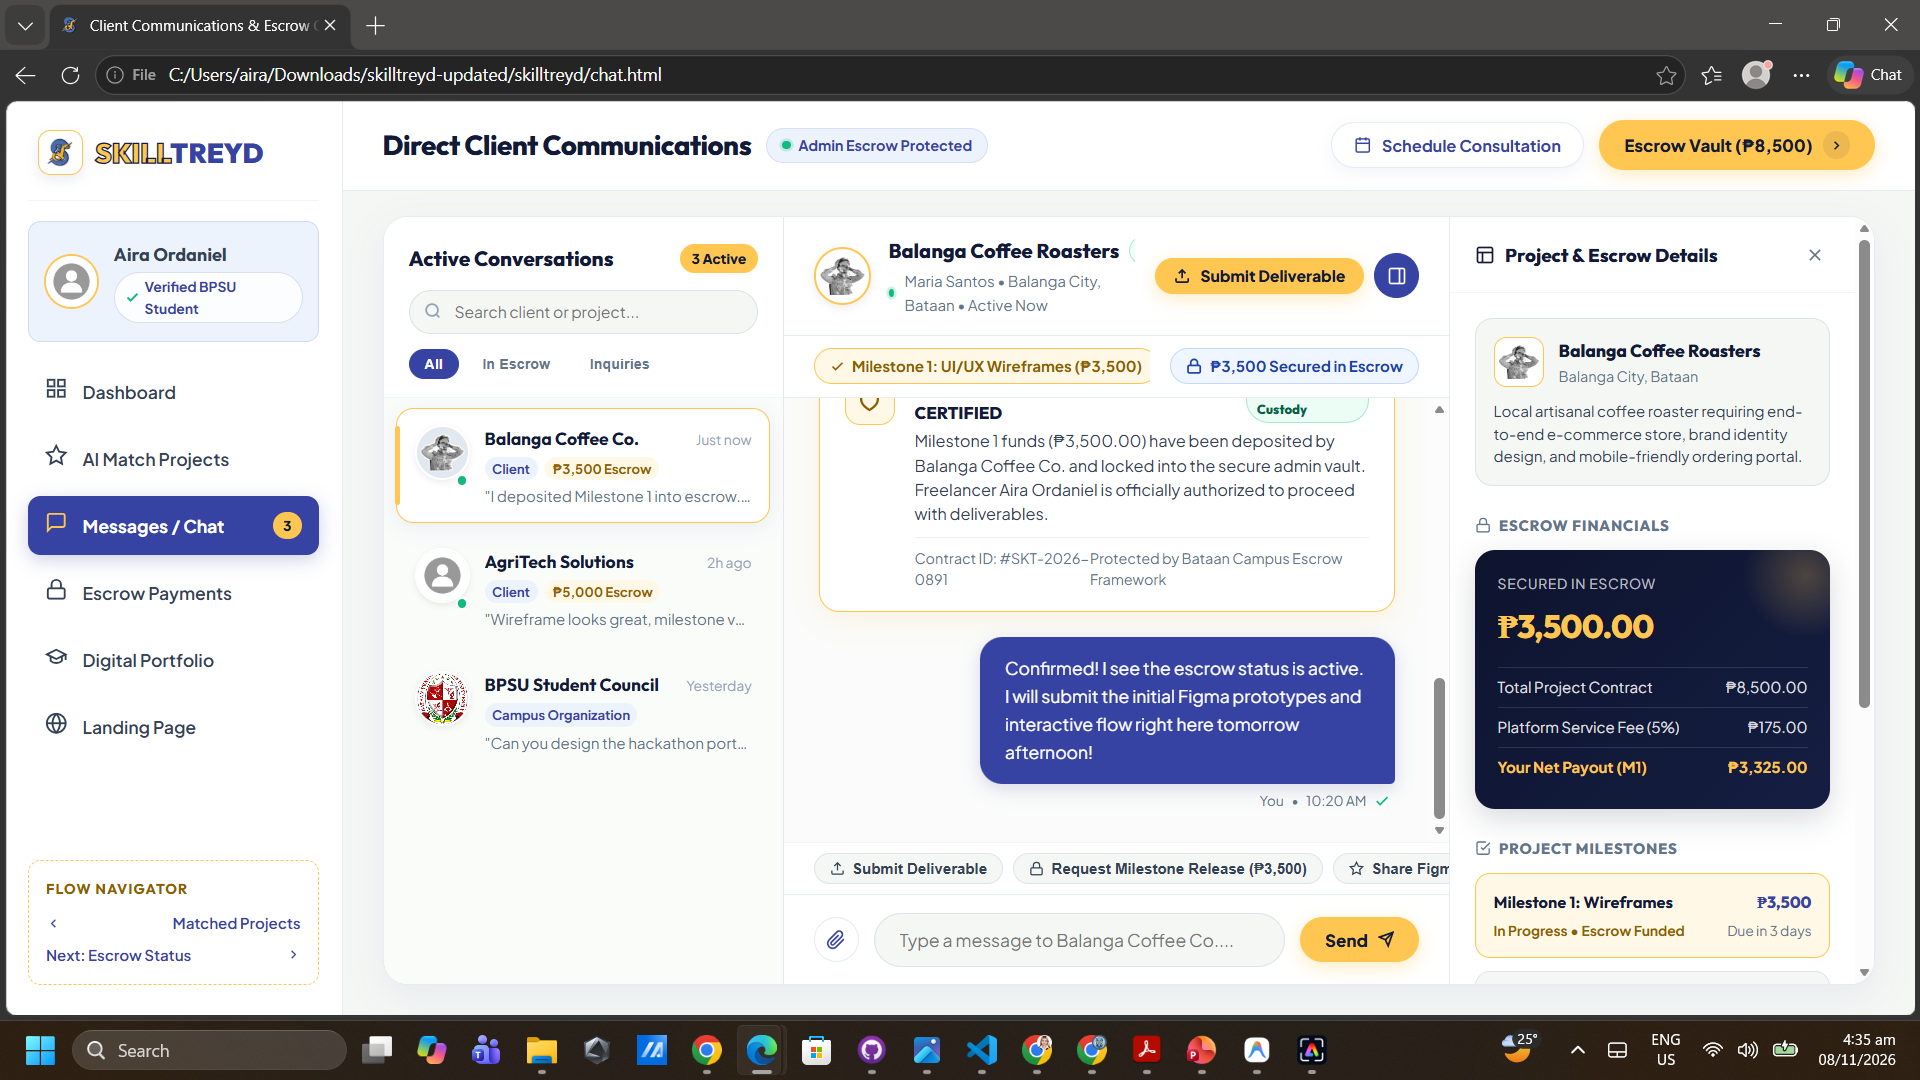 Client Communications & Escrow
File C:/Users/aira/Downloads/skilltreyd-updated/skilltreyd/chat.html
Chat
SKILLTREYD
Aira Ordaniel
Verified BPSU
Student
Dashboard
AI Match Projects
Messages / Chat 3
Escrow Payments
Digital Portfolio
Landing Page
FLOW NAVIGATOR
Matched Projects
Next: Escrow Status
Direct Client Communications
Admin Escrow Protected
Schedule Consultation
Escrow Vault (₱8,500)
Active Conversations
3 Active
Search client or project...
All In Escrow Inquiries
Balanga Coffee Co. Just now
Client ₱3,500 Escrow
"I deposited Milestone 1 into escrow....
AgriTech Solutions 2h ago
Client ₱5,000 Escrow
"Wireframe looks great, milestone v...
BPSU Student Council Yesterday
Campus Organization
"Can you design the hackathon port...
Balanga Coffee Roasters
Maria Santos • Balanga City,
Bataan • Active Now
Submit Deliverable
Milestone 1: UI/UX Wireframes (₱3,500)
₱3,500 Secured in Escrow
CERTIFIED
Custody
Milestone 1 funds (₱3,500.00) have been deposited by
Balanga Coffee Co. and locked into the secure admin vault.
Freelancer Aira Ordaniel is officially authorized to proceed
with deliverables.
Contract ID: #SKT-2026-
0891
Protected by Bataan Campus Escrow
Framework
Confirmed! I see the escrow status is active.
I will submit the initial Figma prototypes and
interactive flow right here tomorrow
afternoon!
You • 10:20 AM
Submit Deliverable
Request Milestone Release (₱3,500)
Share Figm
Type a message to Balanga Coffee Co....
Send
Project & Escrow Details
Balanga Coffee Roasters
Balanga City, Bataan
Local artisanal coffee roaster requiring end-
to-end e-commerce store, brand identity
design, and mobile-friendly ordering portal.
ESCROW FINANCIALS
SECURED IN ESCROW
₱3,500.00
Total Project Contract ₱8,500.00
Platform Service Fee (5%) ₱175.00
Your Net Payout (M1) ₱3,325.00
PROJECT MILESTONES
Milestone 1: Wireframes ₱3,500
In Progress • Escrow Funded Due in 3 days
Search
25°
ENG
US
4:35 am
08/11/2026